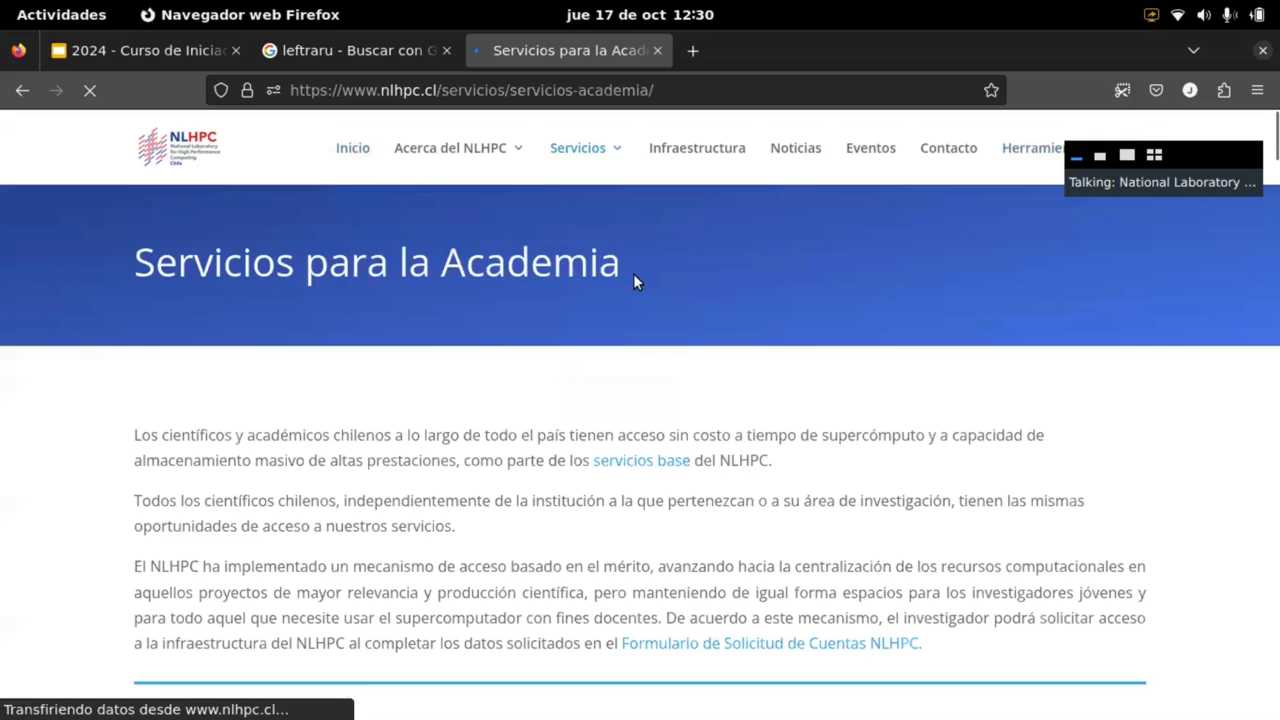 Actividades Navegador web Firefox jue 17 de oct 12:30
2024 - Curso de Inicia leftraru - Buscar con G Servicios para la Acad
https://www.nlhpc.cl/servicios/servicios-academia/
NLHPC
National Laboratory
for High Performance
Computing
Chile
Inicio Acerca del NLHPC Servicios Infraestructura Noticias Eventos Contacto Herramie
Talking: National Laboratory ...
Servicios para la Academia
Los científicos y académicos chilenos a lo largo de todo el país tienen acceso sin costo a tiempo de supercómputo y a capacidad de
almacenamiento masivo de altas prestaciones, como parte de los servicios base del NLHPC.
Todos los científicos chilenos, independientemente de la institución a la que pertenezcan o a su área de investigación, tienen las mismas
oportunidades de acceso a nuestros servicios.
El NLHPC ha implementado un mecanismo de acceso basado en el mérito, avanzando hacia la centralización de los recursos computacionales en
aquellos proyectos de mayor relevancia y producción científica, pero manteniendo de igual forma espacios para los investigadores jóvenes y
para todo aquel que necesite usar el supercomputador con fines docentes. De acuerdo a este mecanismo, el investigador podrá solicitar acceso
a la infraestructura del NLHPC al completar los datos solicitados en el Formulario de Solicitud de Cuentas NLHPC.
Transfiriendo datos desde www.nlhpc.cl...